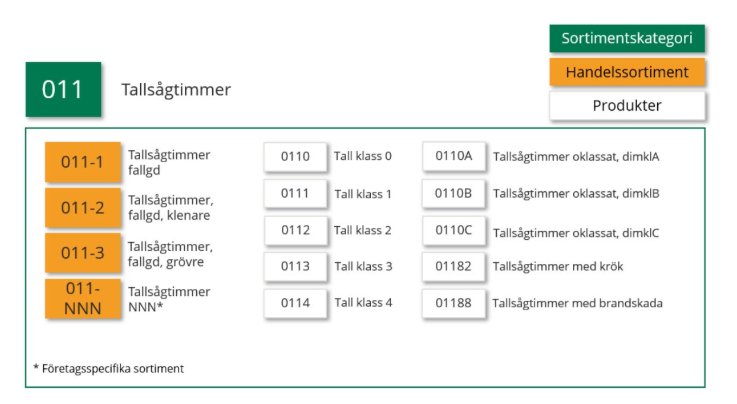 Sortimentskategori
Handelssortiment
Produkter
011
Tallsågtimmer
011-1
Tallsågtimmer
fallgd
011-2
Tallsågtimmer,
fallgd, klenare
011-3
Tallsågtimmer,
fallgd, grövre
011-
NNN
Tallsågtimmer
NNN*
0110
Tall klass 0
0111
Tall klass 1
0112
Tall klass 2
0113
Tall klass 3
0114
Tall klass 4
0110A
Tallsågtimmer oklassat, dimklA
0110B
Tallsågtimmer oklassat, dimklB
0110C
Tallsågtimmer oklassat, dimklC
01182
Tallsågtimmer med krök
01188
Tallsågtimmer med brandskada
* Företagsspecifika sortiment